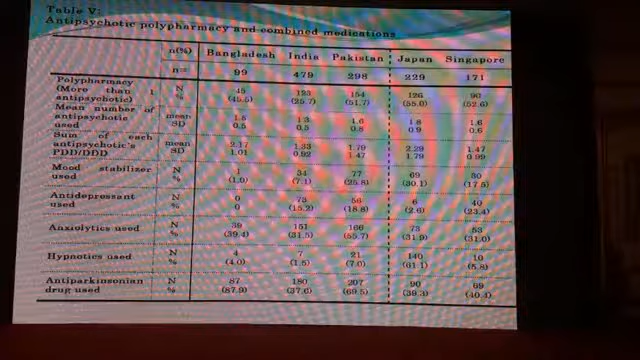 Table V:
Antipsychotic polypharmacy and combined medications
n(%) Bangladesh India Pakistan Japan Singapore
n= 99 479 298 229 171
Polypharmacy (More than 1 antipsychotic) N 45 123 154 126 90
% (45.5) (25.7) (51.7) (55.0) (52.6)
Mean number of antipsychotic used mean 1.5 1.3 1.6 1.8 1.6
SD 0.5 0.5 0.8 0.9 0.6
Sum of each antipsychotic's PDD/DDD mean 2.17 1.33 1.79 2.29 1.47
SD 1.01 0.92 1.47 1.79 0.99
Mood stabilizer used N 1 34 77 69 30
% (1.0) (7.1) (25.8) (30.1) (17.5)
Antidepressant used N 0 73 56 6 40
% 0 (15.2) (18.8) (2.6) (23.4)
Anxiolytics used N 39 151 166 73 53
% (39.4) (31.5) (55.7) (31.9) (31.0)
Hypnotics used N 4 7 21 140 10
% (4.0) (1.5) (7.0) (61.1) (5.8)
Antiparkinsonian drug used N 87 180 207 90 69
% (87.9) (37.6) (69.5) (39.3) (40.4)